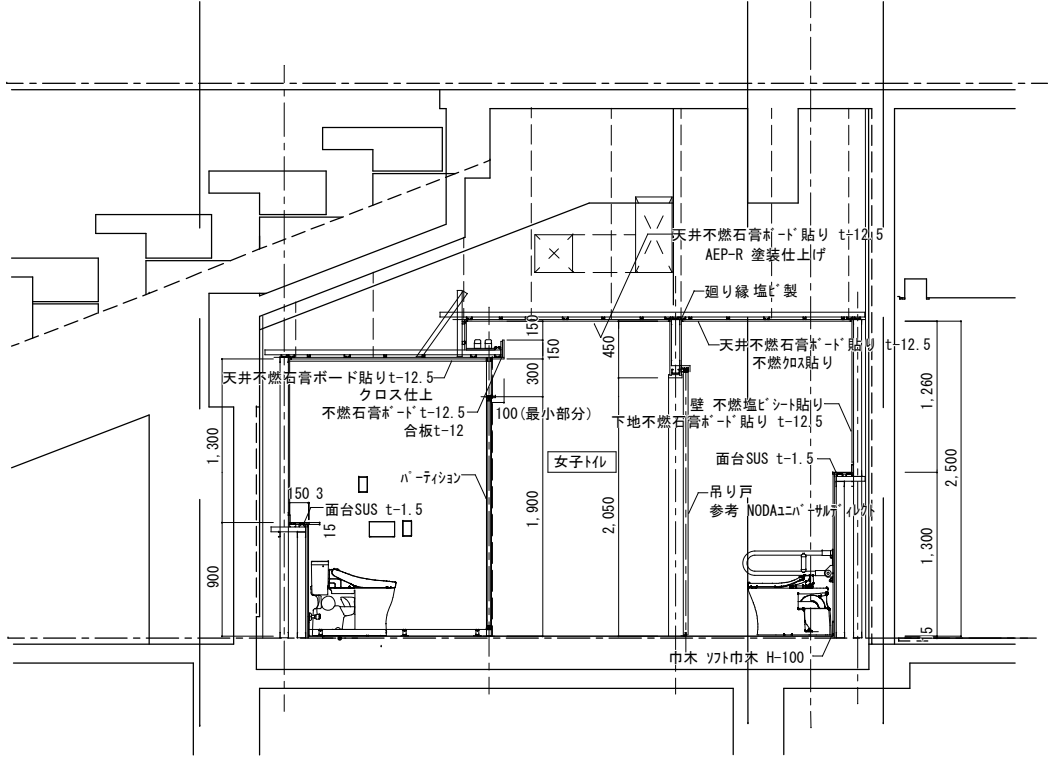 天井不燃石膏ボード貼り t-12.5
AEP-R 塗装仕上げ
廻り縁 塩ビ製
天井不燃石膏ボード貼り t-12.5
不燃クロス貼り
天井不燃石膏ボード貼りt-12.5
クロス仕上
不燃石膏ボードt-12.5
合板t-12
100(最小部分)
壁 不燃塩ビシート貼り
下地不燃石膏ボード貼り t-12.5
女子トイレ
面台SUS t-1.5
パーティション
吊り戸
参考 NODAユニバーサルディレクト
面台SUS t-1.5
巾木 ソフト巾木 H-100
150
150
300
450
1,900
2,050
1,300
900
150
3
15
1,260
2,500
1,300
5